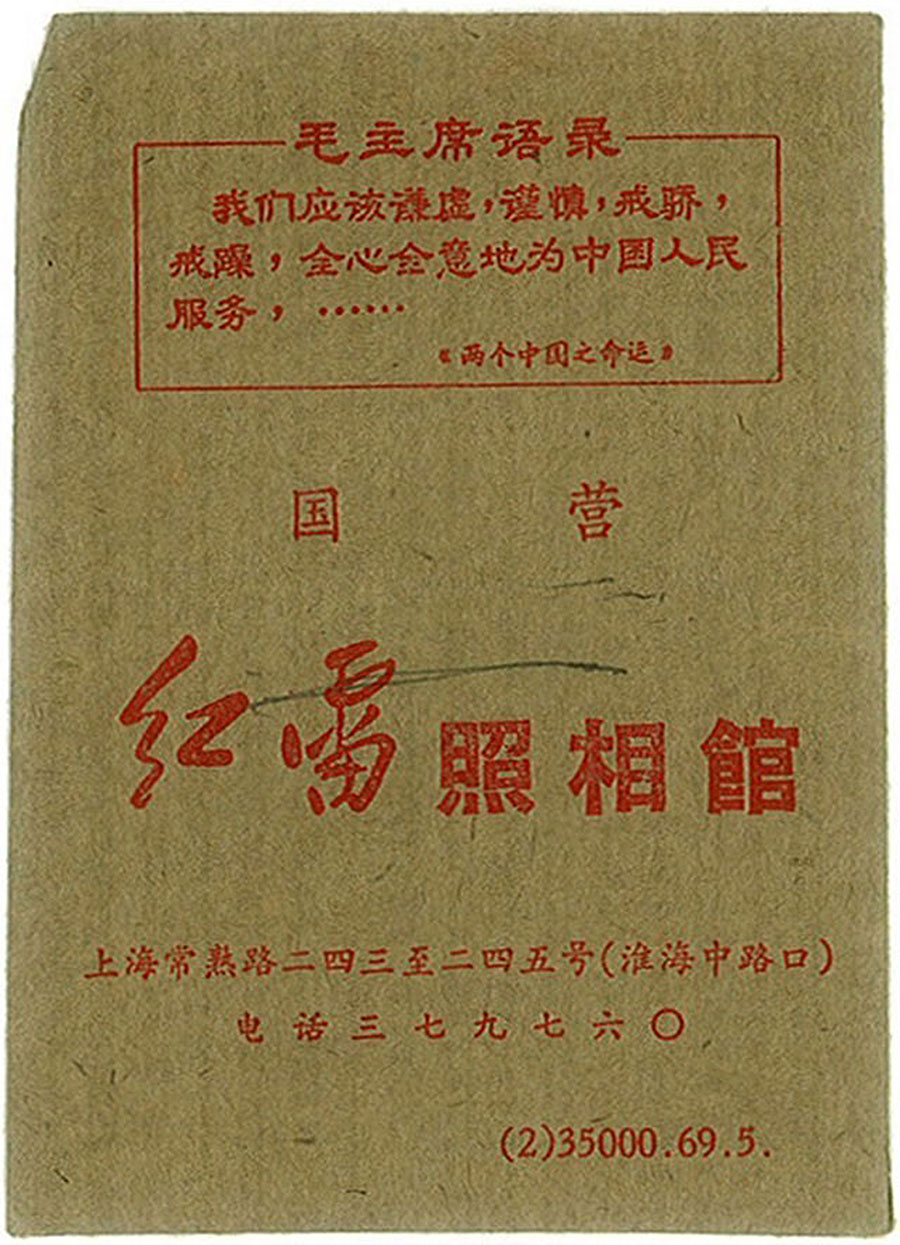 毛主席语录
我们应该谦虚，谨慎，戒骄，
戒躁，全心全意地为中国人民
服务，……
《两个中国之命运》
国营
红雷照相館
上海常熟路二四三至二四五号(淮海中路口)
电话三七九七六〇
(2)35000.69.5.